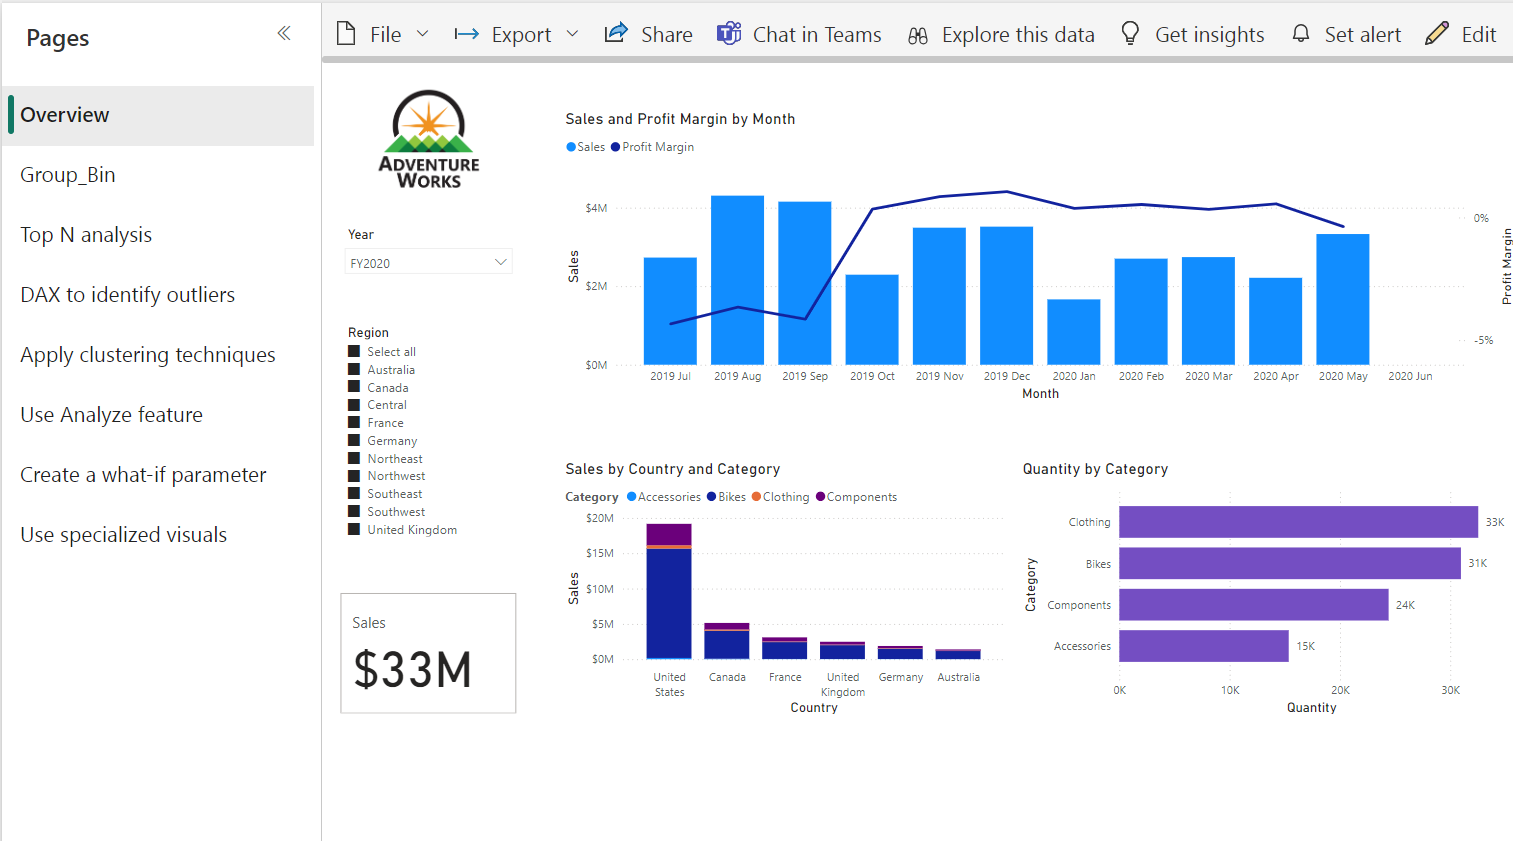 Pages
File
Export
Share
Chat in Teams
Explore this data
Get insights
Set alert
Edit
Overview
Group_Bin
Top N analysis
DAX to identify outliers
Apply clustering techniques
Use Analyze feature
Create a what-if parameter
Use specialized visuals
ADVENTURE
WORKS
Year
FY2020
Region
Select all
Australia
Canada
Central
France
Germany
Northeast
Northwest
Southeast
Southwest
United Kingdom
Sales
$33M
Sales and Profit Margin by Month
Sales Profit Margin
$4M
$2M
$0M
Sales
0%
-5%
Profit Margin
2019 Jul 2019 Aug 2019 Sep 2019 Oct 2019 Nov 2019 Dec 2020 Jan 2020 Feb 2020 Mar 2020 Apr 2020 May 2020 Jun
Month
Sales by Country and Category
Category Accessories Bikes Clothing Components
$20M
$15M
$10M
$5M
$0M
Sales
United States
Canada
France
United Kingdom
Germany
Australia
Country
Quantity by Category
Category
Clothing 33K
Bikes 31K
Components 24K
Accessories 15K
0K 10K 20K 30K
Quantity